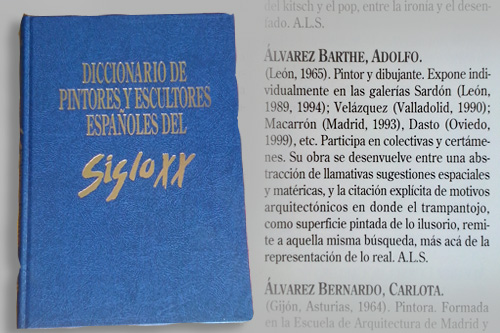 DICCIONARIO DE
PINTORES Y ESCULTORES
ESPAÑOLES DEL
Siglo XX
del kitsch y el pop, entre la ironía y el desen-
fado. A.L.S.
ÁLVAREZ BARTHE, ADOLFO.
(León, 1965). Pintor y dibujante. Expone indi-
vidualmente en las galerías Sardón (León,
1989, 1994); Velázquez (Valladolid, 1990);
Macarrón (Madrid, 1993), Dasto (Oviedo,
1999), etc. Participa en colectivas y certáme-
nes. Su obra se desenvuelve entre una abs-
tracción de llamativas sugestiones espaciales
y matéricas, y la citación explícita de motivos
arquitectónicos en donde el trampantojo,
como superficie pintada de lo ilusorio, remi-
te a aquella misma búsqueda, más acá de la
representación de lo real. A.L.S.
ÁLVAREZ BERNARDO, CARLOTA.
(Gijón, Asturias, 1964). Pintora. Formada
en la Escuela de Arquitectura de Madrid y